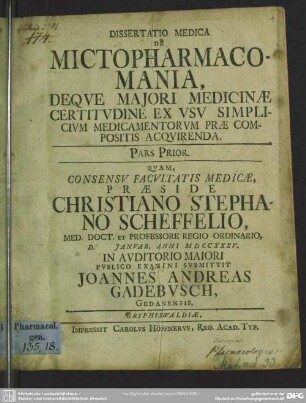 174.
DISSERTATIO MEDICA
DE
MICTOPHARMACO-
MANIA,
DEQVE MAJORI MEDICINÆ
CERTITVDINE EX VSV SIMPLI-
CIVM MEDICAMENTORVM PRÆ COM-
POSITIS ACQVIRENDA.
PARS PRIOR.
QVAM,
CONSENSV FACVLTATIS MEDICÆ,
PRÆSIDE
CHRISTIANO STEPHA-
NO SCHEFFELIO,
MED. DOCT. ET PROFESSORE REGIO ORDINARIO,
D. JANVAR. ANNI MDCCXXXV.
IN AVDITORIO MAIORI
PVBLICO EXAMINI SVBMITTIT
JOANNES ANDREAS
GADEBVSCH,
GEDANENSIS.
GRYPHISWALDIÆ,
IMPRESSIT CAROLVS HÖPFNERVS, REG. ACAD. TYP.
Pharmacol.
gen.
135,18.